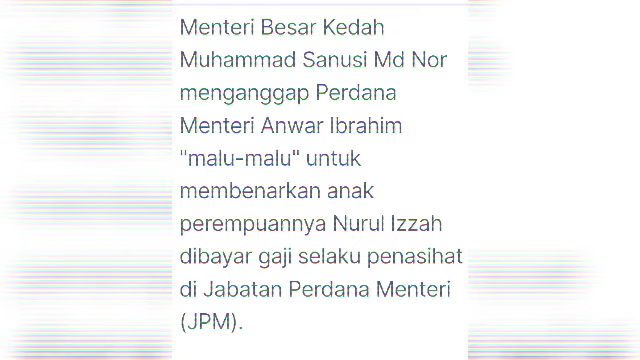 Menteri Besar Kedah
Muhammad Sanusi Md Nor
menganggap Perdana
Menteri Anwar Ibrahim
"malu-malu" untuk
membenarkan anak
perempuannya Nurul Izzah
dibayar gaji selaku penasihat
di Jabatan Perdana Menteri
(JPM).